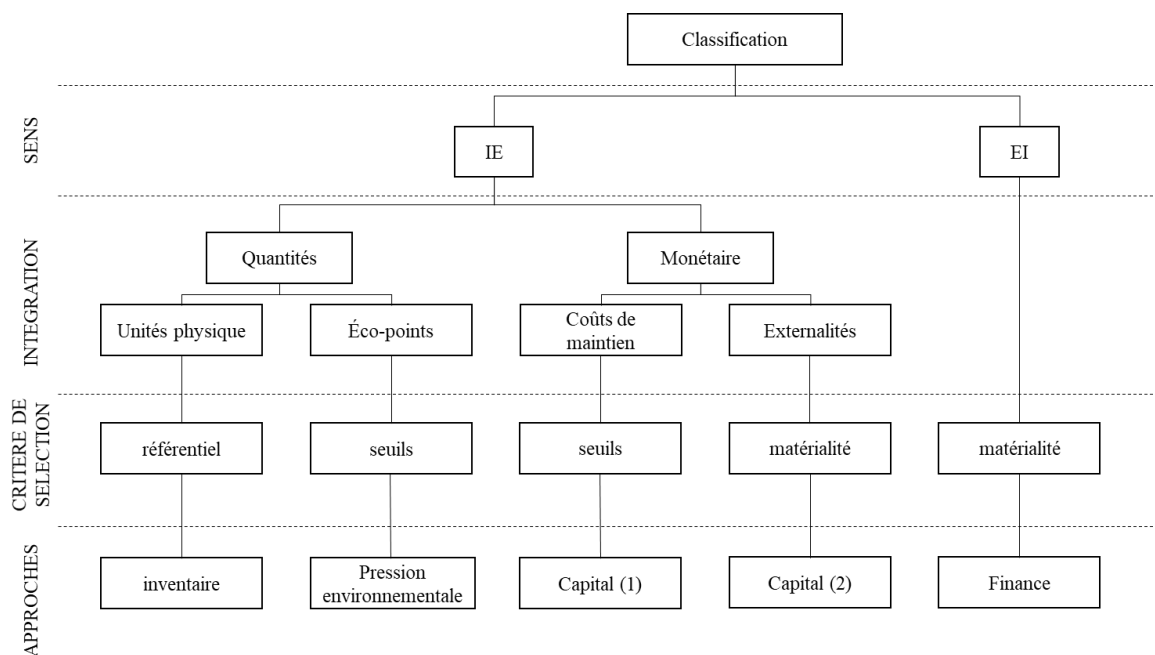 Classification
SENS
IE
EI
INTEGRATION
Quantités
Monétaire
Unités physique
Éco-points
Coûts de
maintien
Externalités
CRITERE DE
SELECTION
référentiel
seuils
seuils
matérialité
matérialité
APPROCHES
inventaire
Pression
environnementale
Capital (1)
Capital (2)
Finance